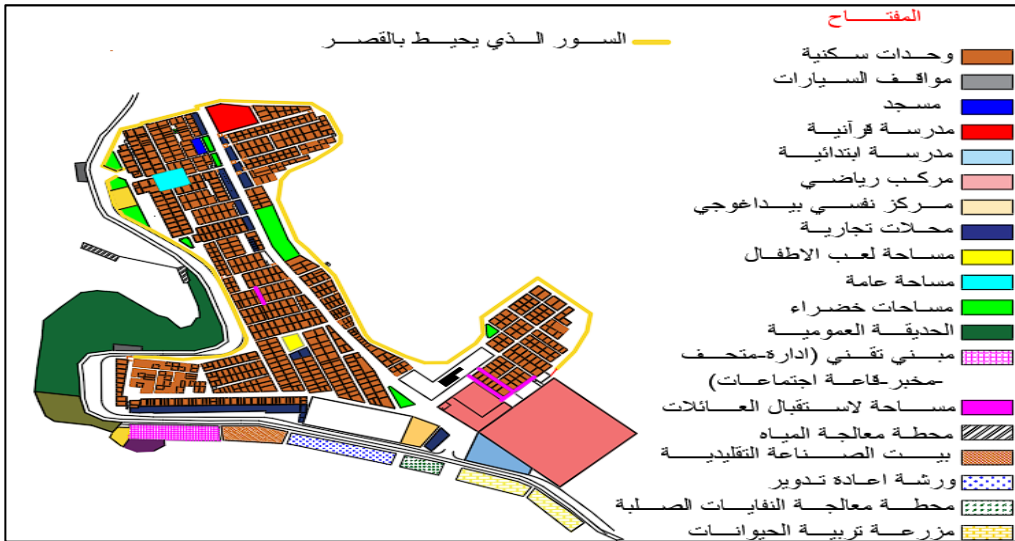 المفتاح
السور الذي يحيط بالقصر
وحدات سكنية
مواقف السيارات
مسجد
مدرسة قرآنية
مدرسة ابتدائية
مركب رياضي
مركز نفسي بيداغوجي
محلات تجارية
مساحة لعب الاطفال
مساحة عامة
مساحات خضراء
الحديقة العمومية
مبنى تقني (ادارة-متحف
-مخبر-قاعة اجتماعات)
مساحة لاستقبال العائلات
محطة معالجة المياه
بيت الصناعة التقليدية
ورشة اعادة تدوير
محطة معالجة النفايات الصلبة
مزرعة تربية الحيوانات